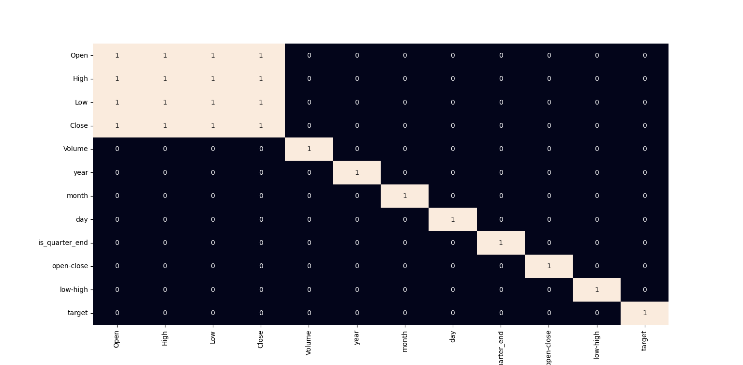 Open 1 1 1 1 0 0 0 0 0 0 0 0
High 1 1 1 1 0 0 0 0 0 0 0 0
Low 1 1 1 1 0 0 0 0 0 0 0 0
Close 1 1 1 1 0 0 0 0 0 0 0 0
Volume 0 0 0 0 1 0 0 0 0 0 0 0
year 0 0 0 0 0 1 0 0 0 0 0 0
month 0 0 0 0 0 0 1 0 0 0 0 0
day 0 0 0 0 0 0 0 1 0 0 0 0
is_quarter_end 0 0 0 0 0 0 0 0 1 0 0 0
open-close 0 0 0 0 0 0 0 0 0 1 0 0
low-high 0 0 0 0 0 0 0 0 0 0 1 0
target 0 0 0 0 0 0 0 0 0 0 0 1
Open
High
Low
Close
Volume
year
month
day
arter_end
open-close
low-high
target